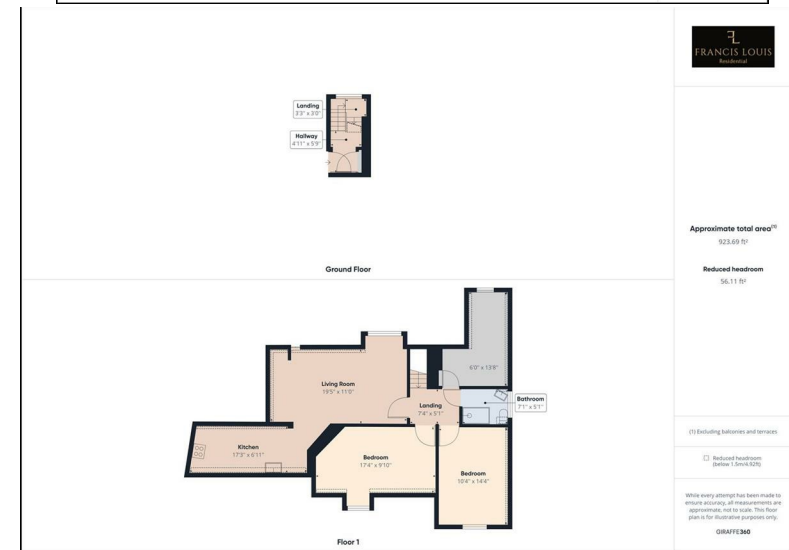 Landing
3'3" x 3'0"
Hallway
4'11" x 5'9"
Ground Floor
Living Room
19'5" x 11'0"
6'0" x 13'8"
Landing
7'4" x 5'1"
Bathroom
7'1" x 5'1"
Kitchen
17'3" x 6'11"
Bedroom
17'4" x 9'10"
Bedroom
10'4" x 14'4"
Floor 1
FL
FRANCIS LOUIS
Residential
Approximate total area(1)
923.69 ft²
Reduced headroom
56.11 ft²
(1) Excluding balconies and terraces
Reduced headroom
(below 1.5m/4.92ft)
While every attempt has been made to
ensure accuracy, all measurements are
approximate, not to scale. This floor
plan is for illustrative purposes only.
GIRAFFE360